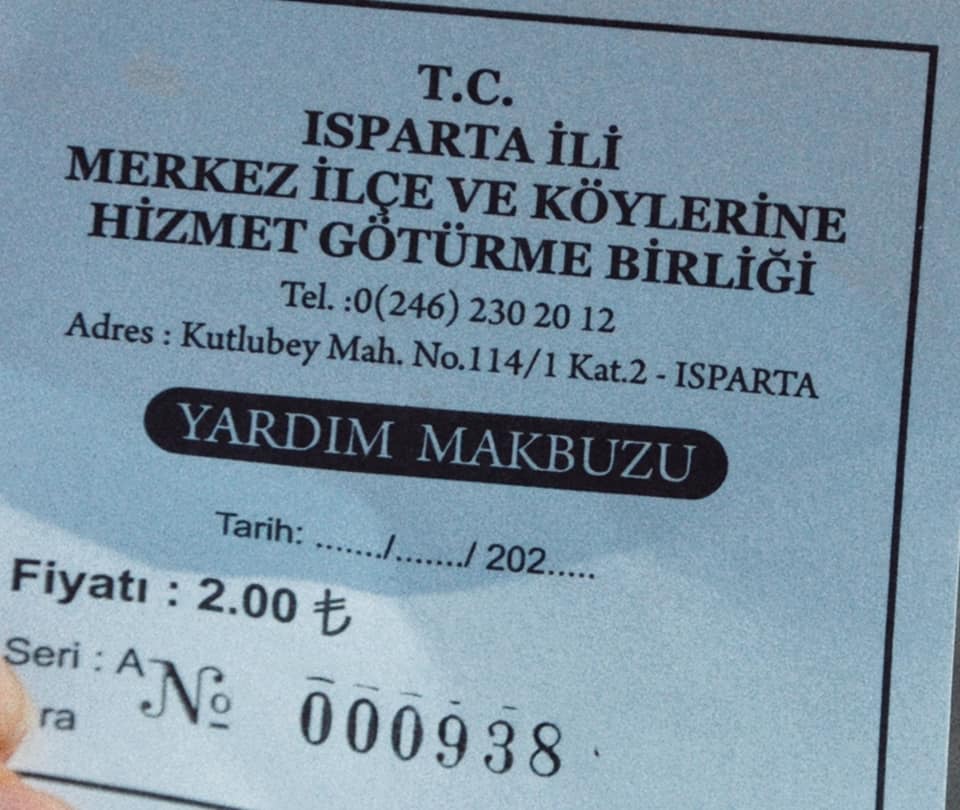 T.C.
ISPARTA İLİ
MERKEZ İLÇE VE KÖYLERİNE
HİZMET GÖTÜRME BİRLİĞİ
Tel. :0(246) 230 20 12
Adres : Kutlubey Mah. No.114/1 Kat.2 - ISPARTA
YARDIM MAKBUZU
Tarih: ......./......./ 202.....
Fiyatı : 2.00 ₺
Seri : A № 000938
ra